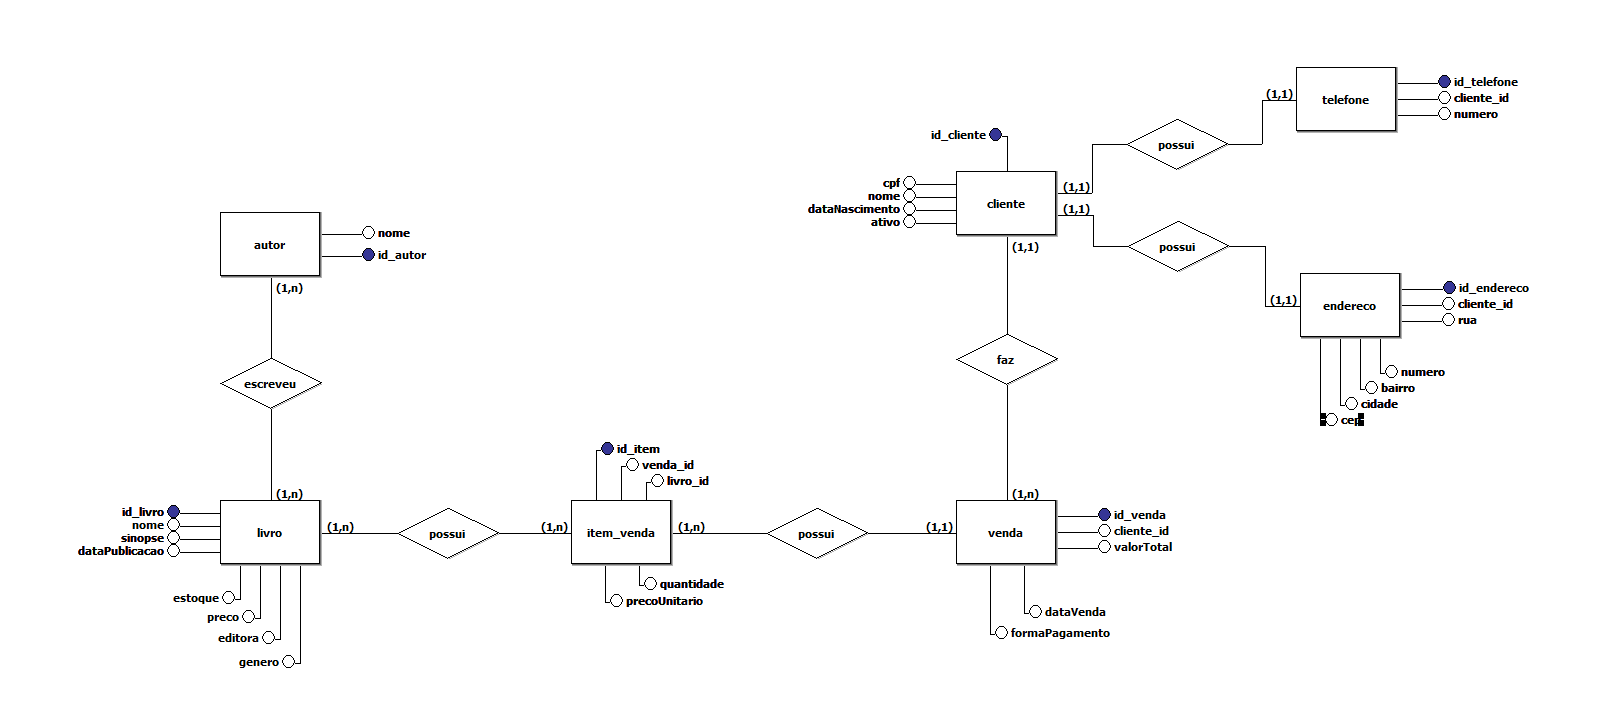 id_telefone
(1,1)
telefone
cliente_id
numero
id_cliente
possui
cpf
nome
dataNascimento
ativo
cliente
(1,1)
(1,1)
(1,1)
possui
autor
nome
id_autor
(1,n)
(1,1)
endereco
id_endereco
cliente_id
rua
numero
bairro
cidade
cep
escreveu
faz
(1,n)
(1,n)
id_item
venda_id
livro_id
id_livro
nome
sinopse
dataPublicacao
livro
(1,n)
possui
(1,n)
item_venda
(1,n)
possui
(1,1)
venda
id_venda
cliente_id
valorTotal
estoque
preco
editora
genero
quantidade
precoUnitario
dataVenda
formaPagamento